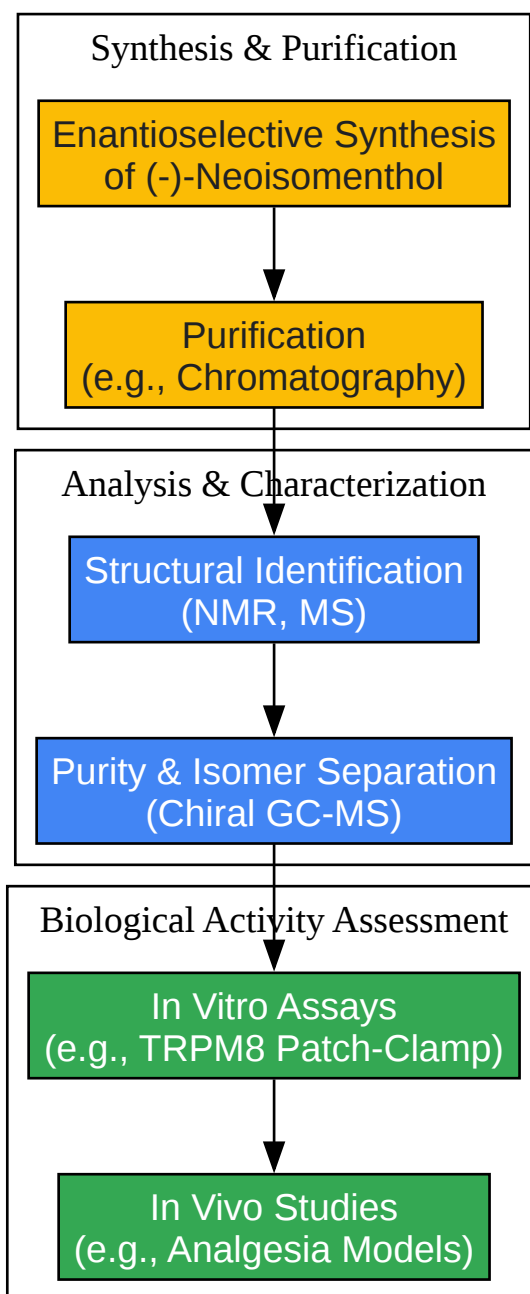 Synthesis & Purification
Enantioselective Synthesis
of (-)-Neoisomenthol
Purification
(e.g., Chromatography)
Analysis & Characterization
Structural Identification
(NMR, MS)
Purity & Isomer Separation
(Chiral GC-MS)
Biological Activity Assessment
In Vitro Assays
(e.g., TRPM8 Patch-Clamp)
In Vivo Studies
(e.g., Analgesia Models)